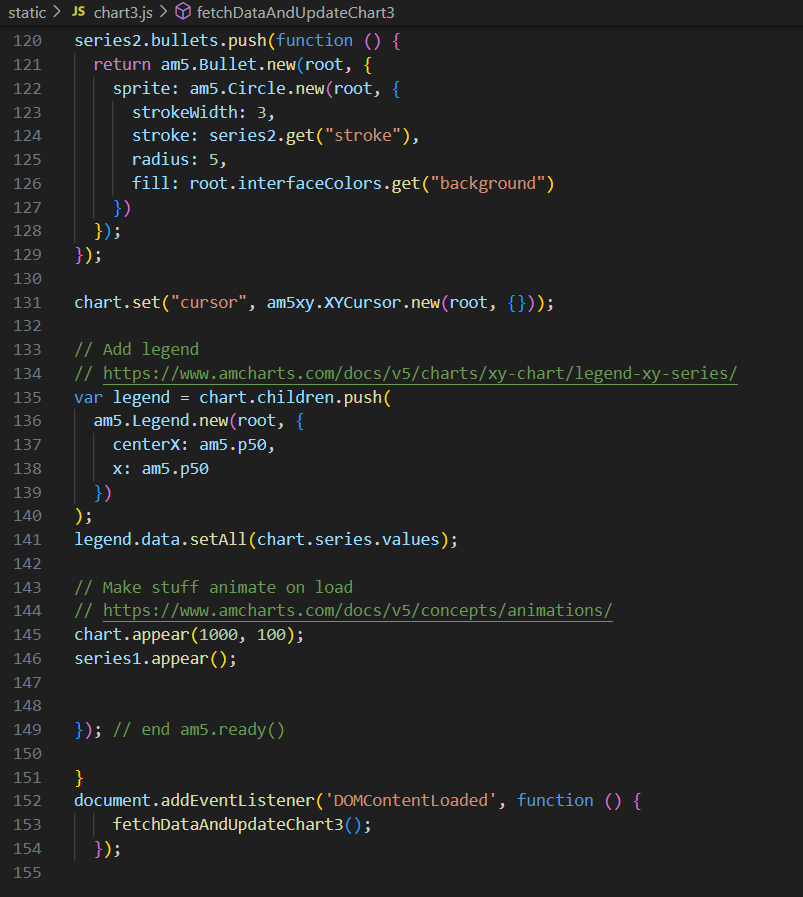 static > JS chart3.js > fetchDataAndUpdateChart3
120 series2.bullets.push(function () {
121 return am5.Bullet.new(root, {
122 sprite: am5.Circle.new(root, {
123 strokeWidth: 3,
124 stroke: series2.get("stroke"),
125 radius: 5,
126 fill: root.interfaceColors.get("background")
127 })
128 });
129 });
130
131 chart.set("cursor", am5xy.XYCursor.new(root, {}));
132
133 // Add legend
134 // https://www.amcharts.com/docs/v5/charts/xy-chart/legend-xy-series/
135 var legend = chart.children.push(
136 am5.Legend.new(root, {
137 centerX: am5.p50,
138 x: am5.p50
139 })
140 );
141 legend.data.setAll(chart.series.values);
142
143 // Make stuff animate on load
144 // https://www.amcharts.com/docs/v5/concepts/animations/
145 chart.appear(1000, 100);
146 series1.appear();
147
148
149 }); // end am5.ready()
150
151 }
152 document.addEventListener('DOMContentLoaded', function () {
153 fetchDataAndUpdateChart3();
154 });
155